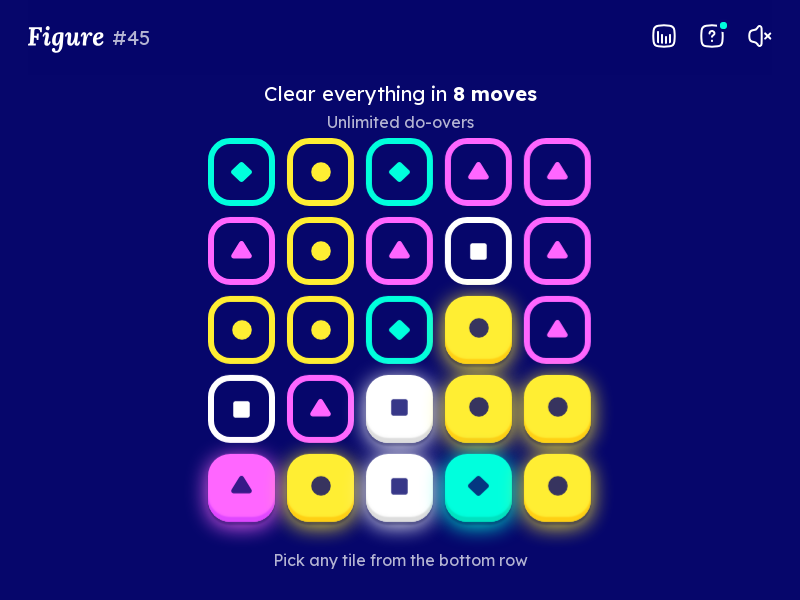 Figure #45
?
Clear everything in 8 moves
Unlimited do-overs
Pick any tile from the bottom row